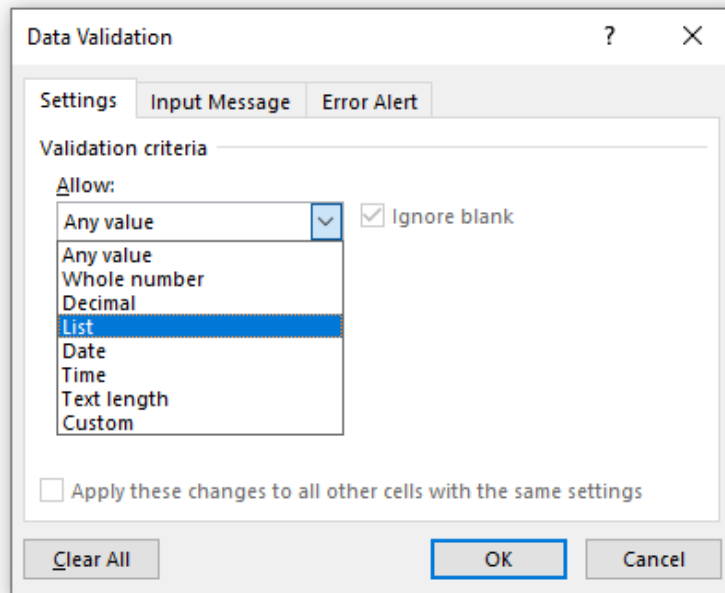 Data Validation ?
Settings Input Message Error Alert
Validation criteria
Allow:
Any value Ignore blank
Any value
Whole number
Decimal
List
Date
Time
Text length
Custom
Apply these changes to all other cells with the same settings
Clear All OK Cancel